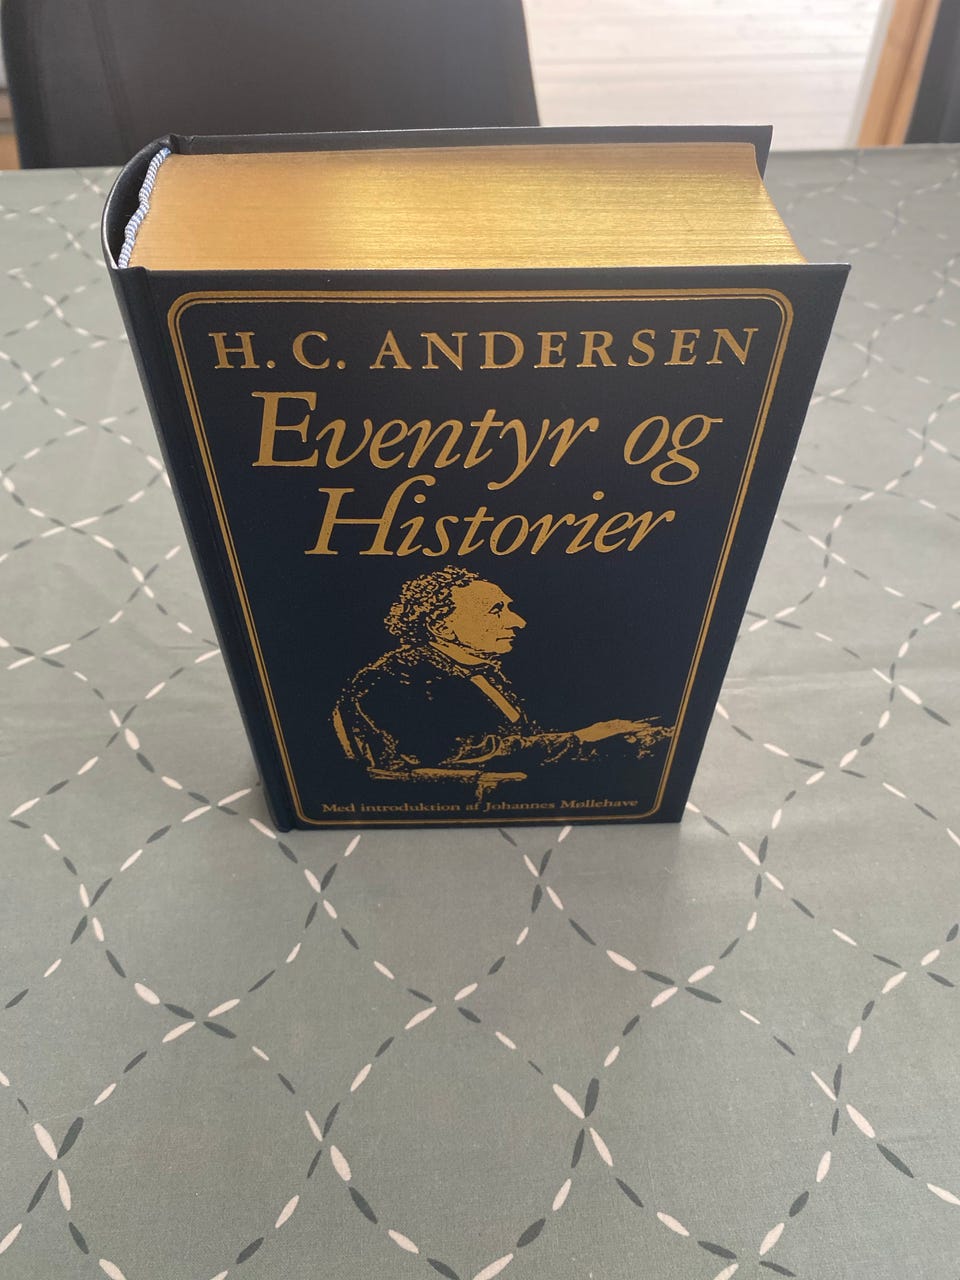 H. C. ANDERSEN
Eventyr og
Historier
Med introduktion af Johannes Møllehave